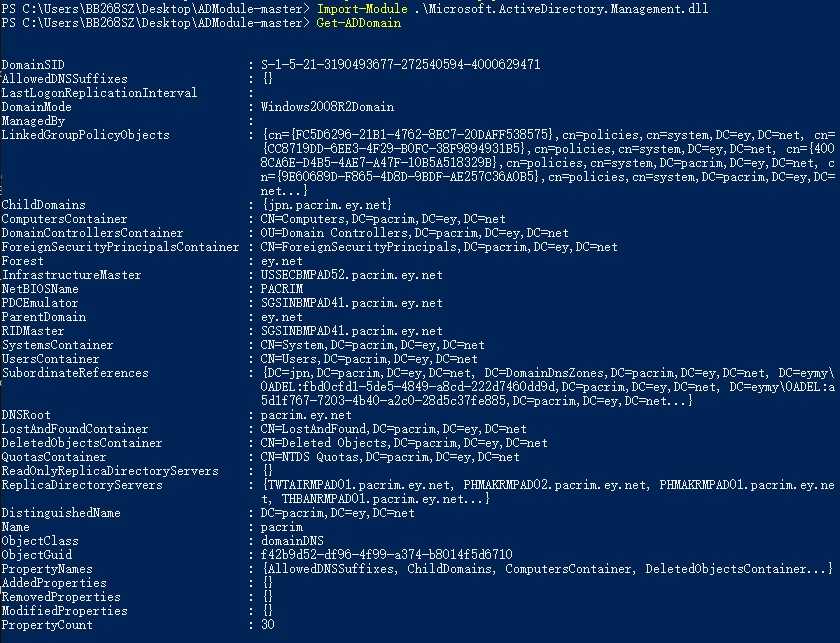 PS C:\Users\BB268SZ\Desktop\ADModule-master> Import-Module .\Microsoft.ActiveDirectory.Management.dll
PS C:\Users\BB268SZ\Desktop\ADModule-master> Get-ADDomain
DomainSID : S-1-5-21-3190493677-272540594-4000629471
AllowedDNSSuffixes : {}
LastLogonReplicationInterval :
DomainMode : Windows2008R2Domain
ManagedBy :
LinkedGroupPolicyObjects : {cn={FC5D6296-21B1-4762-8EC7-20DAFF538575},cn=policies,cn=system,DC=ey,DC=net, cn=
{CC8719DD-6EE3-4F29-B0FC-38F9894931B5},cn=policies,cn=system,DC=ey,DC=net, cn={400
8CA6E-D4B5-4AE7-A47F-10B5A518329B},cn=policies,cn=system,DC=pacrim,DC=ey,DC=net, c
n={9E60689D-F865-4D8D-9BDF-AE257C36A0B5},cn=policies,cn=system,DC=pacrim,DC=ey,DC=
net...}
ChildDomains : {jpn.pacrim.ey.net}
ComputersContainer : CN=Computers,DC=pacrim,DC=ey,DC=net
DomainControllersContainer : OU=Domain Controllers,DC=pacrim,DC=ey,DC=net
ForeignSecurityPrincipalsContainer : CN=ForeignSecurityPrincipals,DC=pacrim,DC=ey,DC=net
Forest : ey.net
InfrastructureMaster : USSECBMPAD52.pacrim.ey.net
NetBIOSName : PACRIM
PDCEmulator : SGSINBMPAD41.pacrim.ey.net
ParentDomain : ey.net
RIDMaster : SGSINBMPAD41.pacrim.ey.net
SystemsContainer : CN=System,DC=pacrim,DC=ey,DC=net
UsersContainer : CN=Users,DC=pacrim,DC=ey,DC=net
SubordinateReferences : {DC=jpn,DC=pacrim,DC=ey,DC=net, DC=DomainDnsZones,DC=pacrim,DC=ey,DC=net, DC=eymy\
0ADEL:fbd0cfd1-5de5-4849-a8cd-222d7460dd9d,DC=pacrim,DC=ey,DC=net, DC=eymy\0ADEL:a
5d1f767-7203-4b40-a2c0-28d5c37fe885,DC=pacrim,DC=ey,DC=net...}
DNSRoot : pacrim.ey.net
LostAndFoundContainer : CN=LostAndFound,DC=pacrim,DC=ey,DC=net
DeletedObjectsContainer : CN=Deleted Objects,DC=pacrim,DC=ey,DC=net
QuotasContainer : CN=NTDS Quotas,DC=pacrim,DC=ey,DC=net
ReadOnlyReplicaDirectoryServers : {}
ReplicaDirectoryServers : {TWTAIRMPAD01.pacrim.ey.net, PHMAKRMPAD02.pacrim.ey.net, PHMAKRMPAD01.pacrim.ey.ne
t, THBANRMPAD01.pacrim.ey.net...}
DistinguishedName : DC=pacrim,DC=ey,DC=net
Name : pacrim
ObjectClass : domainDNS
ObjectGuid : f42b9d52-df96-4f99-a374-b8014f5d6710
PropertyNames : {AllowedDNSSuffixes, ChildDomains, ComputersContainer, DeletedObjectsContainer...}
AddedProperties : {}
RemovedProperties : {}
ModifiedProperties : {}
PropertyCount : 30